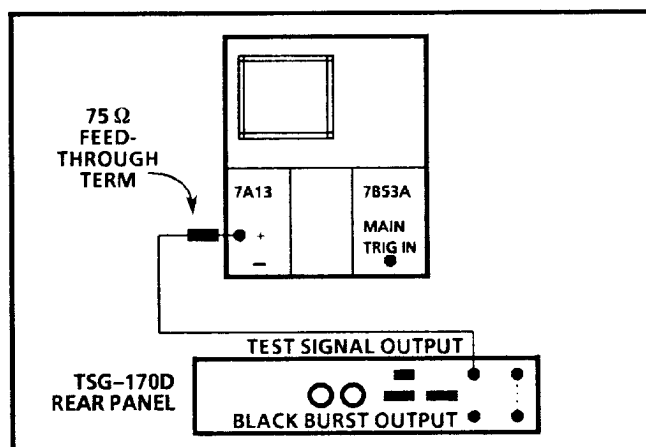 75 Ω
FEED-
THROUGH
TERM
7A13
7B53A
+
MAIN
TRIG IN
–
TEST SIGNAL OUTPUT
TSG–170D
REAR PANEL
BLACK BURST OUTPUT